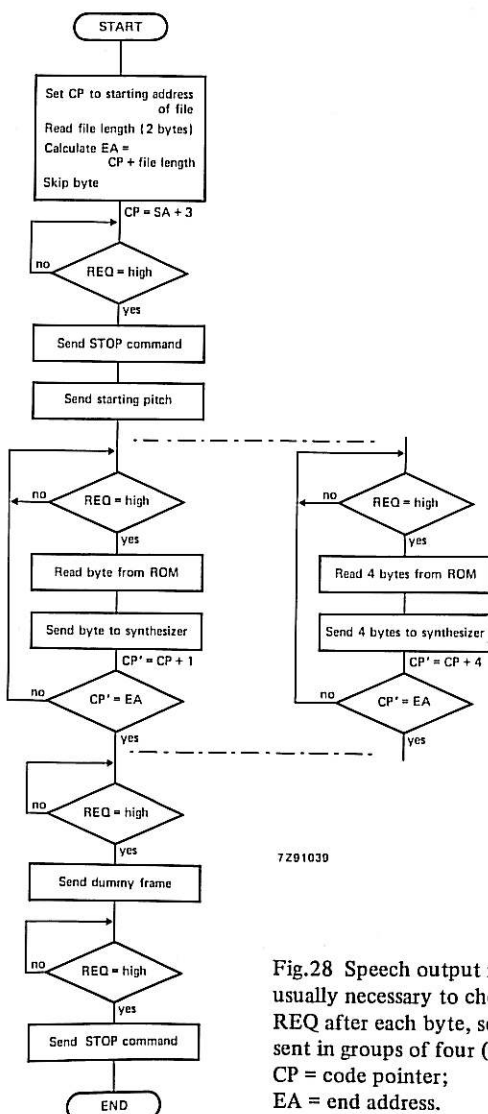 START
Set CP to starting address
of file
Read file length (2 bytes)
Calculate EA =
CP + file length
Skip byte
CP = SA + 3
no
REQ = high
yes
Send STOP command
Send starting pitch
no
REQ = high
yes
Read byte from ROM
Send byte to synthesizer
CP' = CP + 1
no
CP' = EA
yes
no
REQ = high
yes
Read 4 bytes from ROM
Send 4 bytes to synthesizer
CP' = CP + 4
no
CP' = EA
yes
no
REQ = high
yes
Send dummy frame
no
REQ = high
yes
Send STOP command
END
7Z91039
Fig.28 Speech output
usually necessary to
REQ after each byte,
sent in groups of four (
CP = code pointer;
EA = end address.